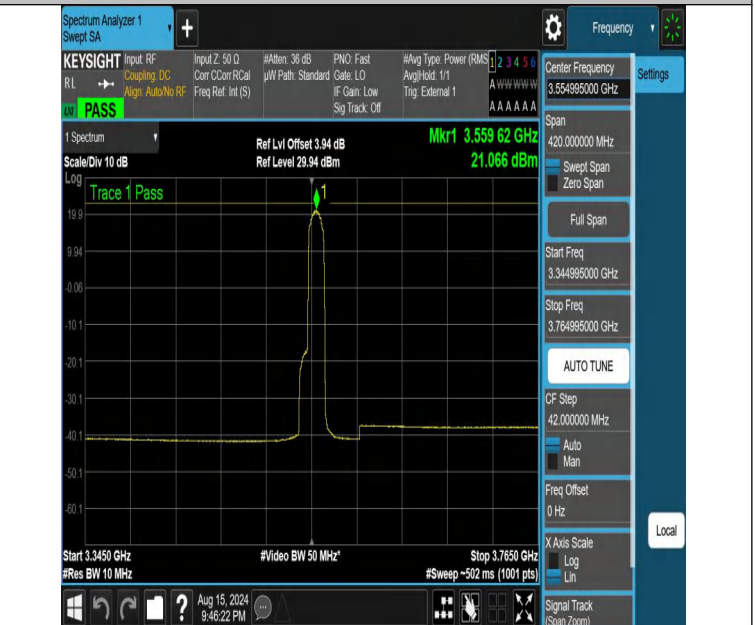 Spectrum Analyzer 1
Swept SA
Frequency
KEYSIGHT
RL
PASS
Input: RF
Coupling: DC
Align: Auto/No RF
Input Z: 50 Ω
Corr CCorr RCal
Freq Ref: Int (S)
#Atten: 36 dB
µW Path: Standard
PNO: Fast
Gate: LO
IF Gain: Low
Sig Track: Off
#Avg Type: Power (RMS)
Avg|Hold: 1/1
Trig: External 1
1 2 3 4 5 6
A W W W W W
A A A A A A
1 Spectrum
Scale/Div 10 dB
Ref Lvl Offset 3.94 dB
Ref Level 29.94 dBm
Mkr1 3.559 62 GHz
21.066 dBm
Log
Trace 1 Pass
1
19.9
9.94
-0.06
-10.1
-20.1
-30.1
-40.1
-50.1
-60.1
Start 3.3450 GHz
#Res BW 10 MHz
#Video BW 50 MHz*
Stop 3.7650 GHz
#Sweep ~502 ms (1001 pts)
Aug 15, 2024
9:46:22 PM
Center Frequency
3.554995000 GHz
Settings
Span
420.000000 MHz
Swept Span
Zero Span
Full Span
Start Freq
3.344995000 GHz
Stop Freq
3.764995000 GHz
AUTO TUNE
CF Step
42.000000 MHz
Auto
Man
Freq Offset
0 Hz
X Axis Scale
Log
Lin
Local
Signal Track
(Span Zoom)